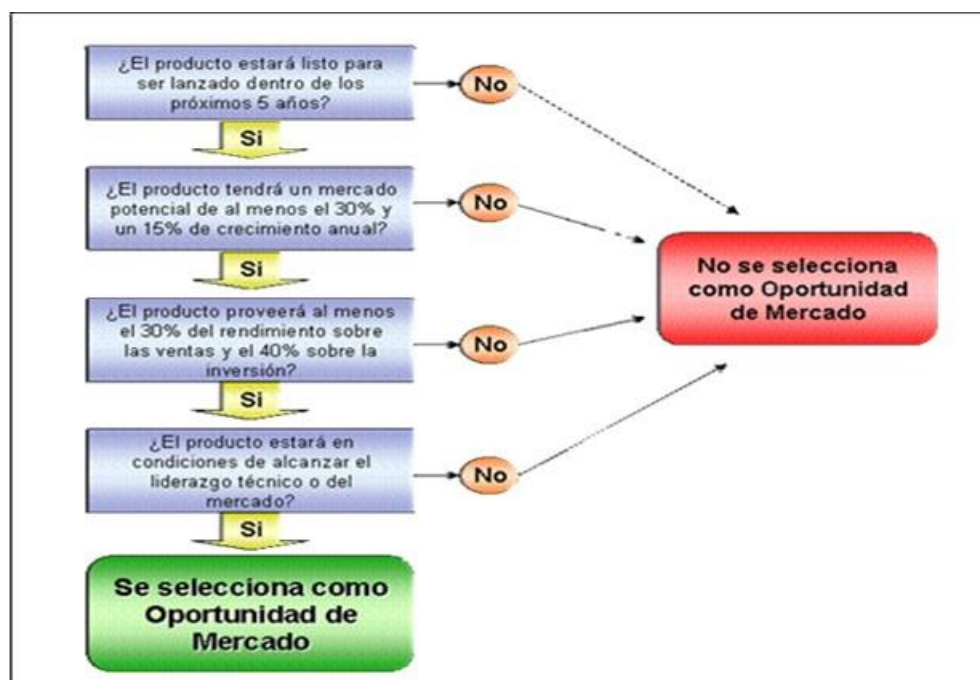 ¿El producto estará listo para
ser lanzado dentro de los
próximos 5 años?
No
Si
¿El producto tendrá un mercado
potencial de al menos el 30% y
un 15% de crecimiento anual?
No
Si
¿El producto proveerá al menos
el 30% del rendimiento sobre
las ventas y el 40% sobre la
inversión?
No
Si
¿El producto estará en
condiciones de alcanzar el
liderazgo técnico o del
mercado?
No
Si
No se selecciona
como Oportunidad
de Mercado
Se selecciona como
Oportunidad de
Mercado